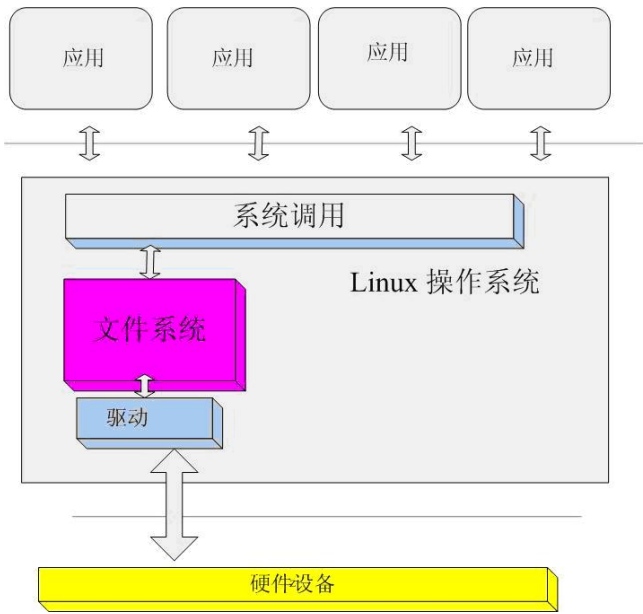 应用
应用
应用
应用
系统调用
Linux 操作系统
文件系统
驱动
硬件设备